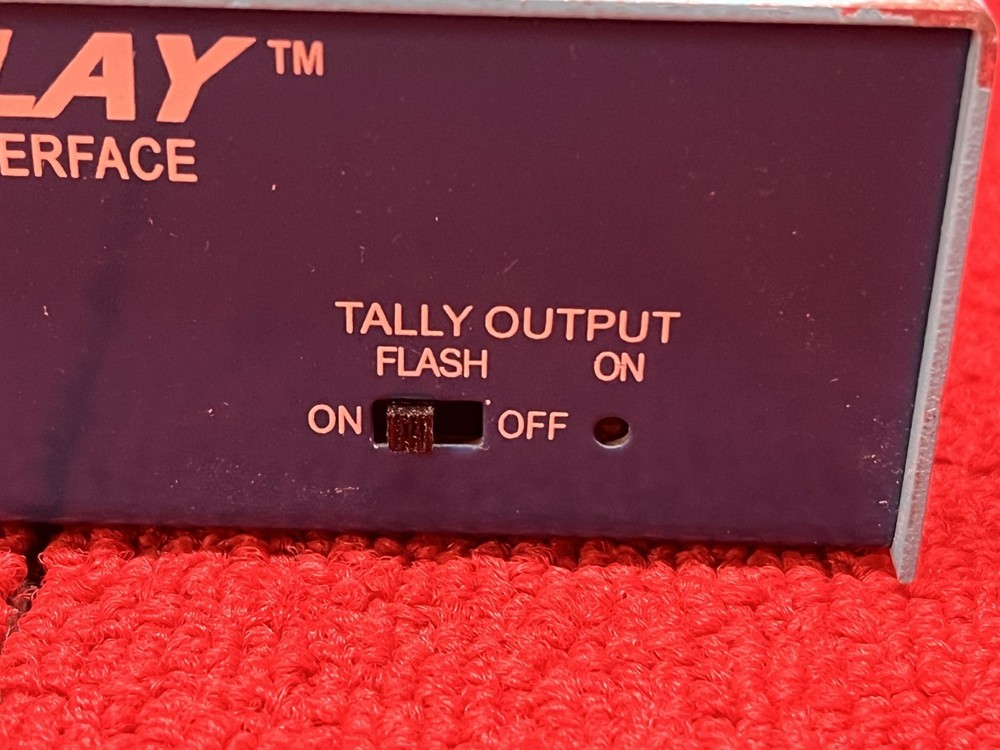 LAY™
ERFACE
TALLY OUTPUT
FLASH ON
ON OFF